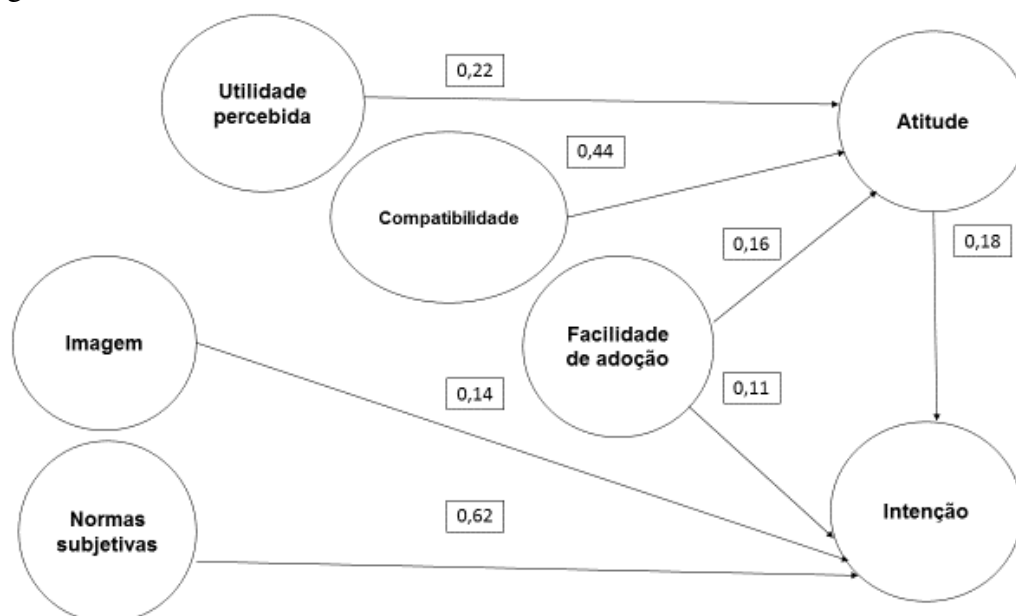 0,22
Utilidade
percebida
Atitude
0,44
Compatibilidade
0,16
0,18
Imagem
Facilidade
de adoção
0,14
0,11
Normas
subjetivas
0,62
Intenção